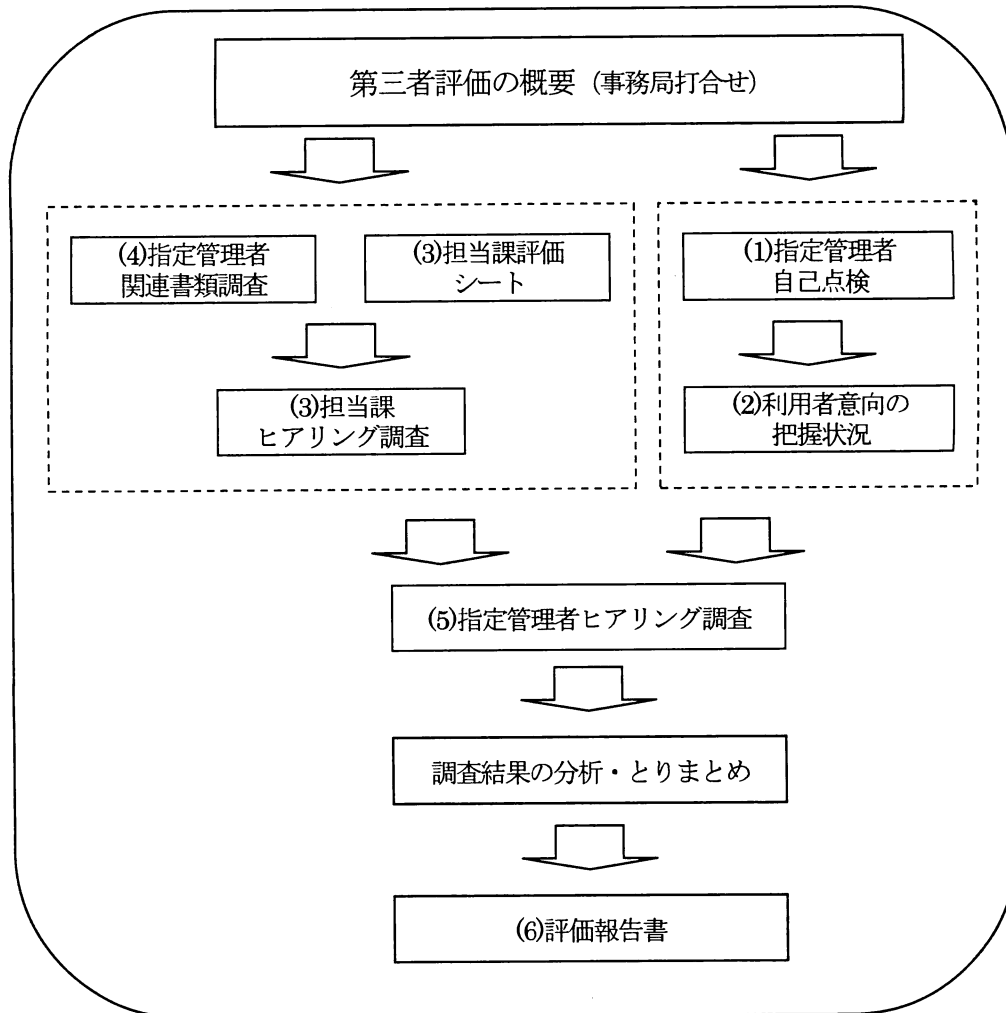 第三者評価の概要（事務局打合せ）
(4)指定管理者
関連書類調査
(3)担当課評価
シート
(3)担当課
ヒアリング調査
(1)指定管理者
自己点検
(2)利用者意向の
把握状況
(5)指定管理者ヒアリング調査
調査結果の分析・とりまとめ
(6)評価報告書